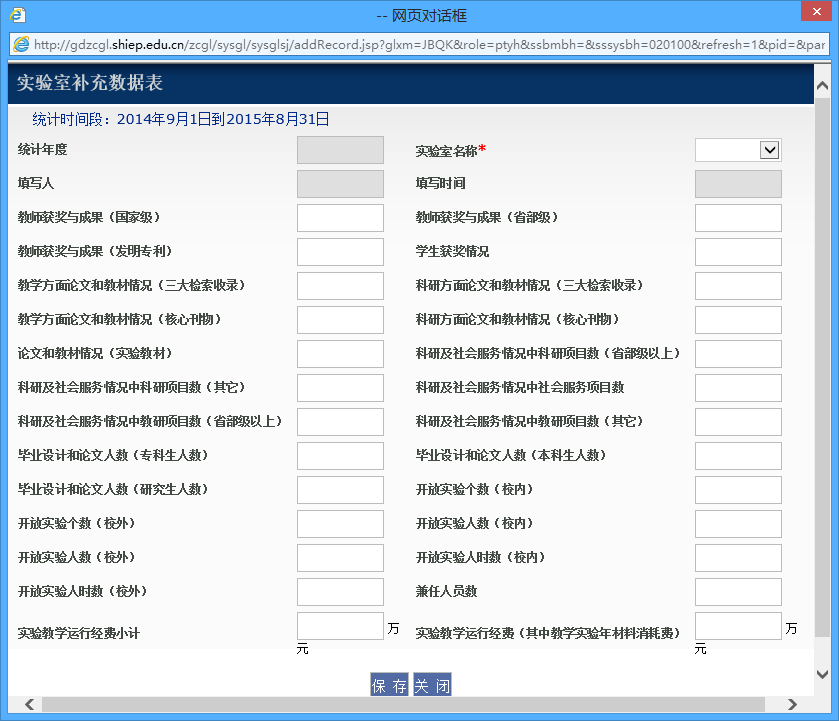 -- 网页对话框
http://gdzcgl.shiep.edu.cn/zcgl/sysgl/sysglsj/addRecord.jsp?glxm=JBQK&role=ptyh&ssbmbh=&sssysbh=020100&refresh=1&pid=&par
实验室补充数据表
统计时间段：2014年9月1日到2015年8月31日
统计年度 实验室名称*
填写人 填写时间
教师获奖与成果（国家级） 教师获奖与成果（省部级）
教师获奖与成果（发明专利） 学生获奖情况
教学方面论文和教材情况（三大检索收录） 科研方面论文和教材情况（三大检索收录）
教学方面论文和教材情况（核心刊物） 科研方面论文和教材情况（核心刊物）
论文和教材情况（实验教材） 科研及社会服务情况中科研项目数（省部级以上）
科研及社会服务情况中科研项目数（其它） 科研及社会服务情况中社会服务项目数
科研及社会服务情况中教研项目数（省部级以上） 科研及社会服务情况中教研项目数（其它）
毕业设计和论文人数（专科生人数） 毕业设计和论文人数（本科生人数）
毕业设计和论文人数（研究生人数） 开放实验个数（校内）
开放实验个数（校外） 开放实验人数（校内）
开放实验人数（校外） 开放实验人时数（校内）
开放实验人时数（校外） 兼任人员数
实验教学运行经费小计 万元 实验教学运行经费（其中教学实验年材料消耗费） 万元
保 存 关 闭